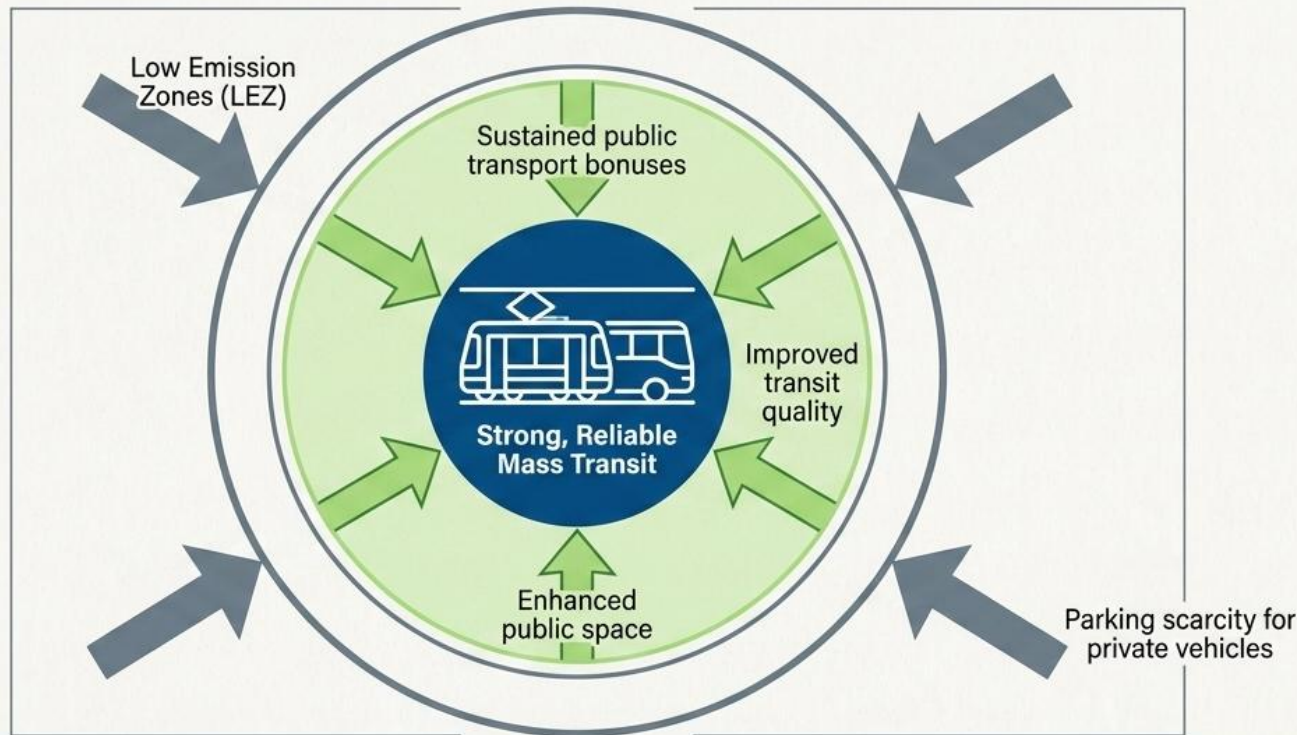 Low Emission
Zones (LEZ)
Sustained public
transport bonuses
Improved
transit
quality
Strong, Reliable
Mass Transit
Enhanced
public space
Parking scarcity for
private vehicles